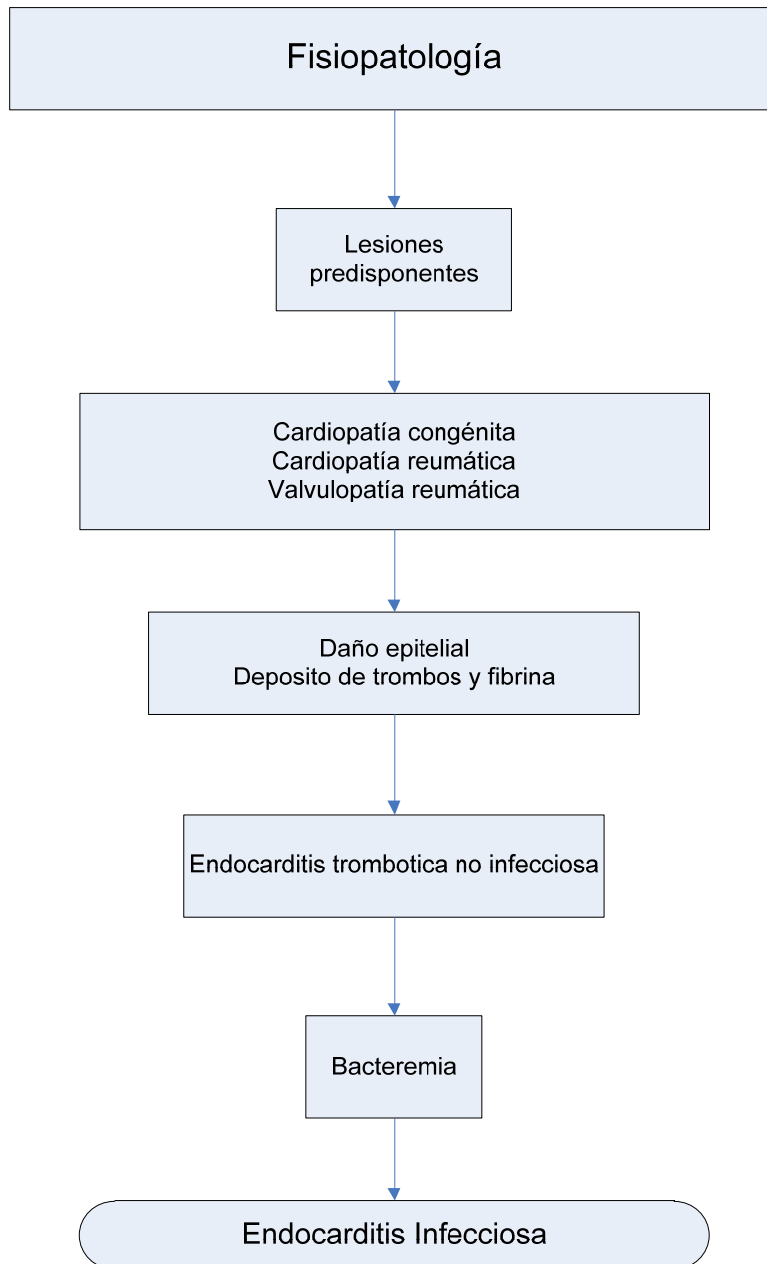 Fisiopatología
Lesiones
predisponentes
Cardiopatía congénita
Cardiopatía reumática
Valvulopatía reumática
Daño epitelial
Deposito de trombos y fibrina
Endocarditis trombotica no infecciosa
Bacteremia
Endocarditis Infecciosa